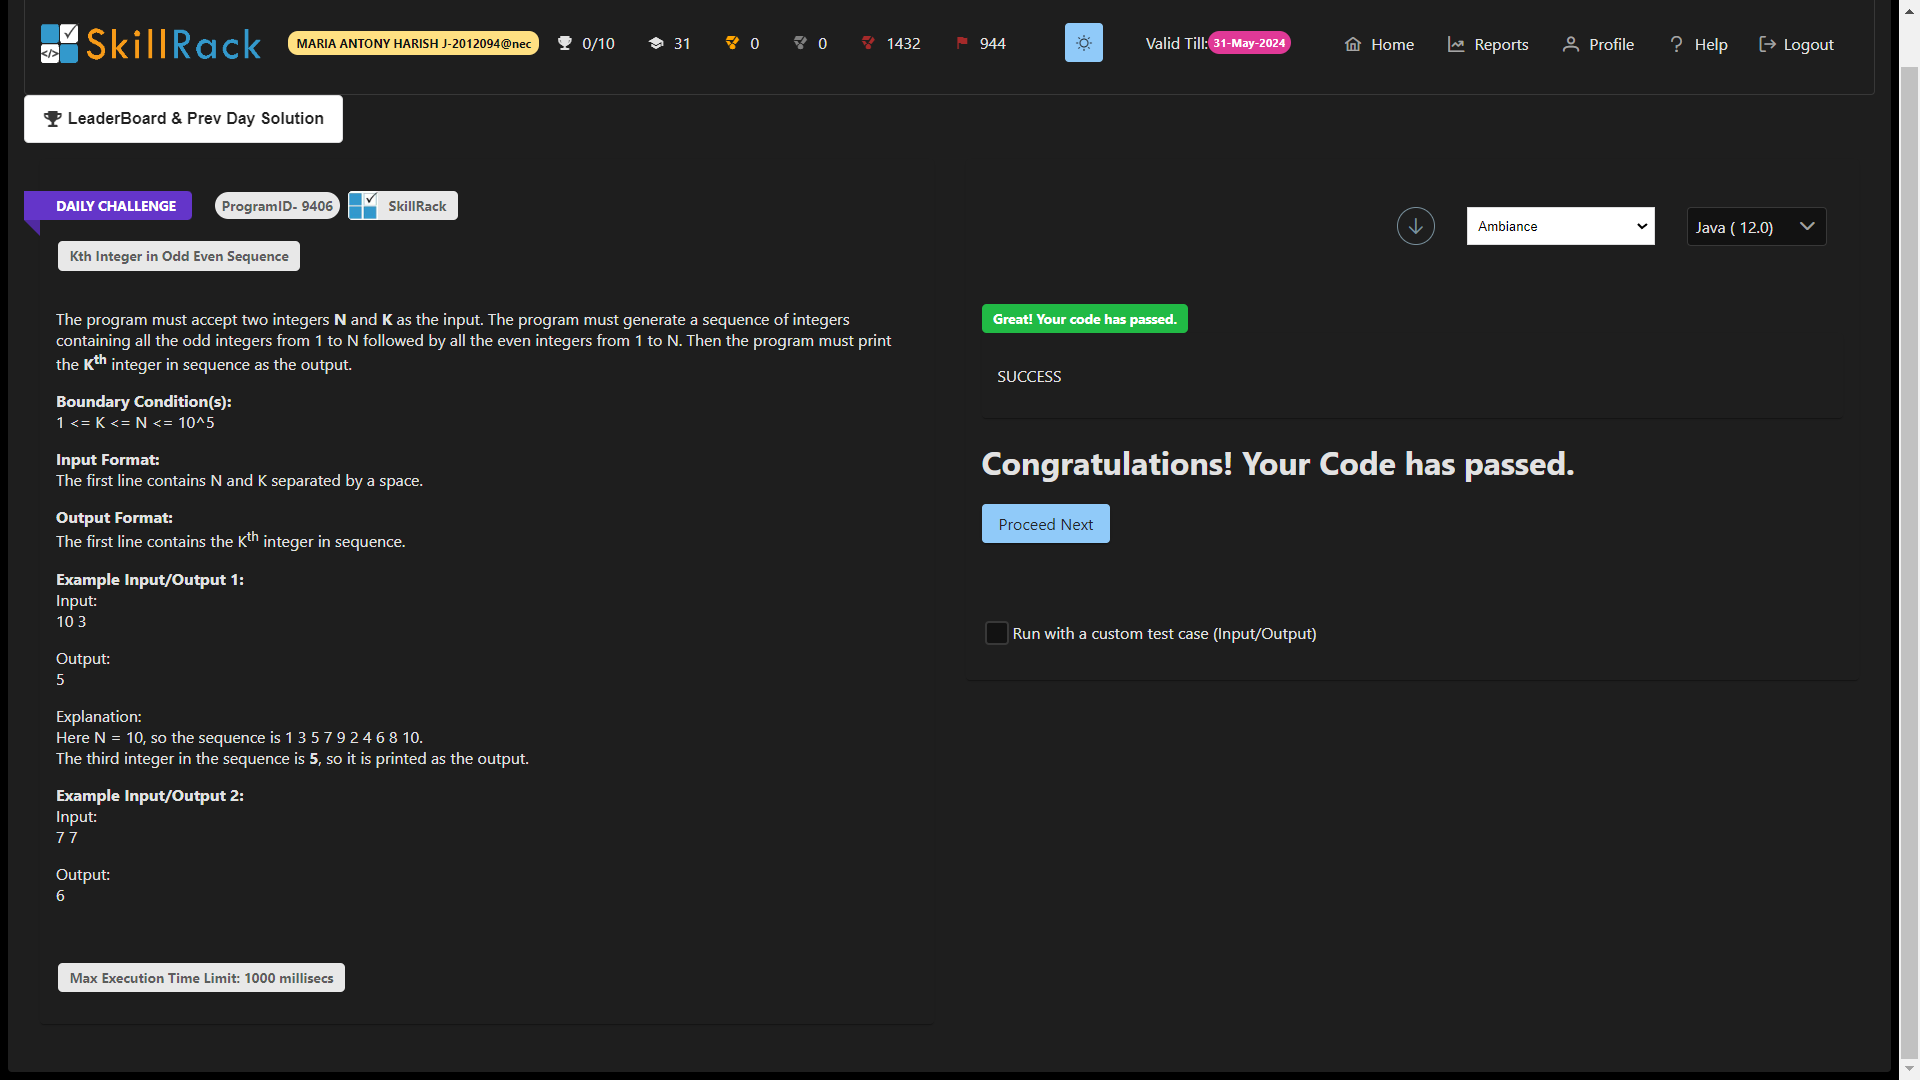 SkillRack
MARIA ANTONY HARISH J-2012094@nec
0/10
31
0
0
1432
944
Valid Till:31-May-2024
Home
Reports
Profile
Help
Logout
LeaderBoard & Prev Day Solution
DAILY CHALLENGE
ProgramID- 9406
SkillRack
Ambiance
Java ( 12.0)
Kth Integer in Odd Even Sequence
The program must accept two integers N and K as the input. The program must generate a sequence of integers
containing all the odd integers from 1 to N followed by all the even integers from 1 to N. Then the program must print
the Kth integer in sequence as the output.
Boundary Condition(s):
1 <= K <= N <= 10^5
Input Format:
The first line contains N and K separated by a space.
Output Format:
The first line contains the Kth integer in sequence.
Example Input/Output 1:
Input:
10 3
Output:
5
Explanation:
Here N = 10, so the sequence is 1 3 5 7 9 2 4 6 8 10.
The third integer in the sequence is 5, so it is printed as the output.
Example Input/Output 2:
Input:
7 7
Output:
6
Max Execution Time Limit: 1000 millisecs
Great! Your code has passed.
SUCCESS
Congratulations! Your Code has passed.
Proceed Next
Run with a custom test case (Input/Output)